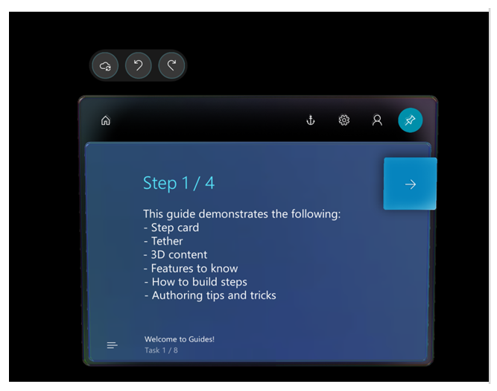 Step 1 / 4
This guide demonstrates the following:
- Step card
- Tether
- 3D content
- Features to know
- How to build steps
- Authoring tips and tricks
Welcome to Guides!
Task 1 / 8